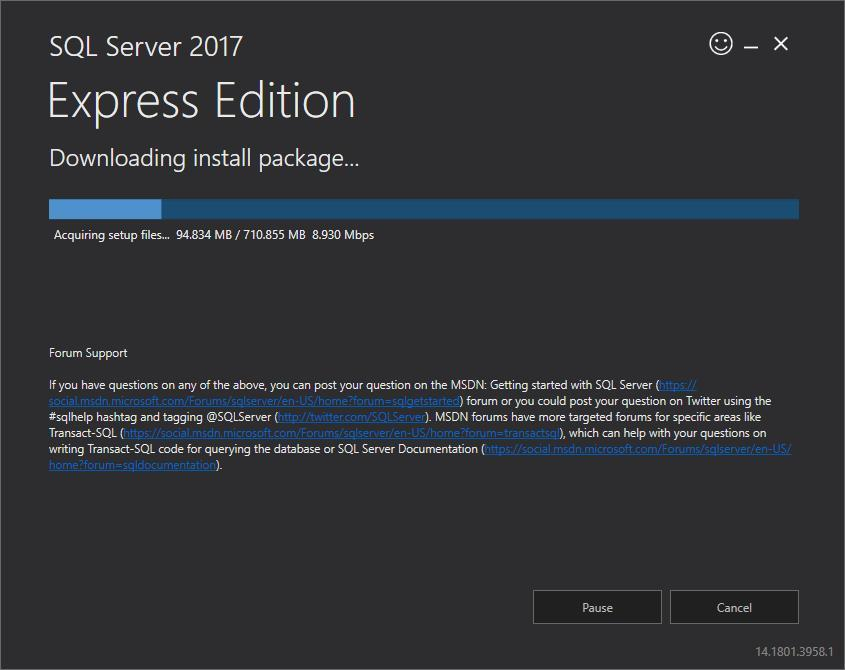 SQL Server 2017
Express Edition
Downloading install package...
Acquiring setup files... 94.834 MB / 710.855 MB 8.930 Mbps
Forum Support
If you have questions on any of the above, you can post your question on the MSDN: Getting started with SQL Server (https://
social.msdn.microsoft.com/Forums/sqlserver/en-US/home?forum=sqlgetstarted) forum or you could post your question on Twitter using the
#sqlhelp hashtag and tagging @SQLServer (http://twitter.com/SQLServer). MSDN forums have more targeted forums for specific areas like
Transact-SQL (https://social.msdn.microsoft.com/Forums/sqlserver/en-US/home?forum=transactsql), which can help with your questions on
writing Transact-SQL code for querying the database or SQL Server Documentation (https://social.msdn.microsoft.com/Forums/sqlserver/en-US/
home?forum=sqldocumentation).
Pause
Cancel
14.1801.3958.1